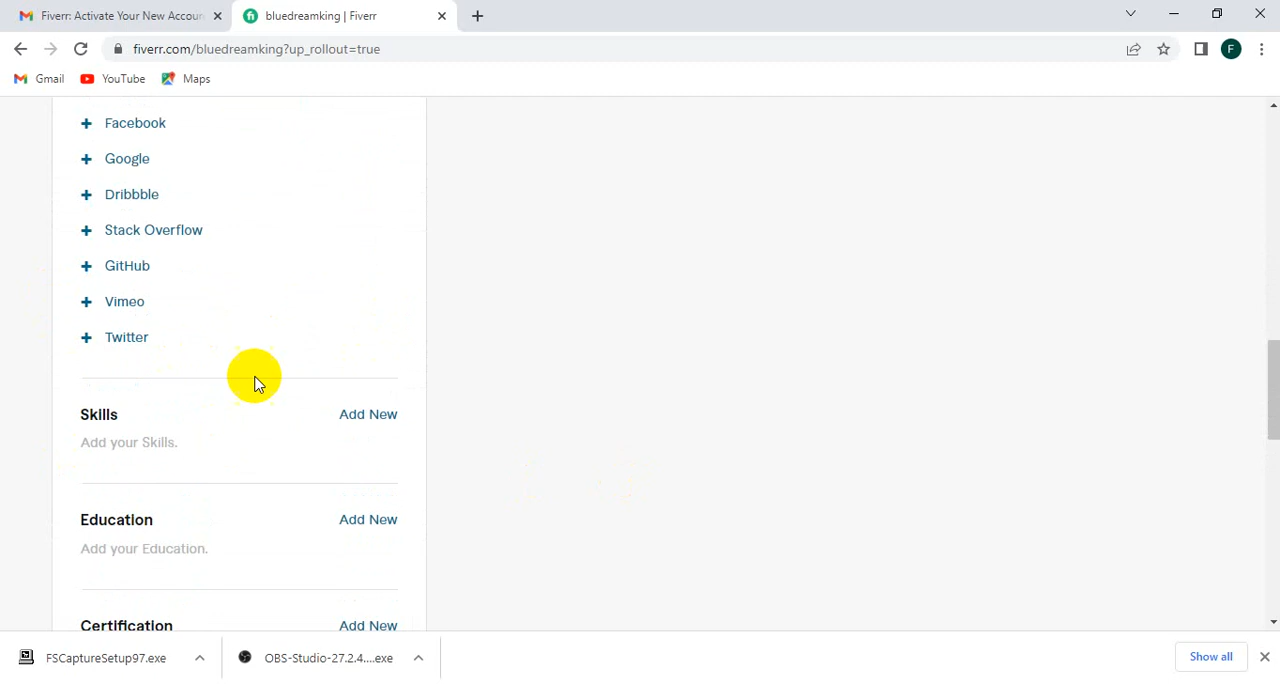 Fiverr: Activate Your New Accoun
bluedreamking | Fiverr
fiverr.com/bluedreamking?up_rollout=true
F
Gmail
YouTube
Maps
Facebook
Google
Dribbble
Stack Overflow
GitHub
Vimeo
Twitter
Skills Add New
Add your Skills.
Education Add New
Add your Education.
Certification Add New
FSCaptureSetup97.exe
OBS-Studio-27.2.4....exe
Show all